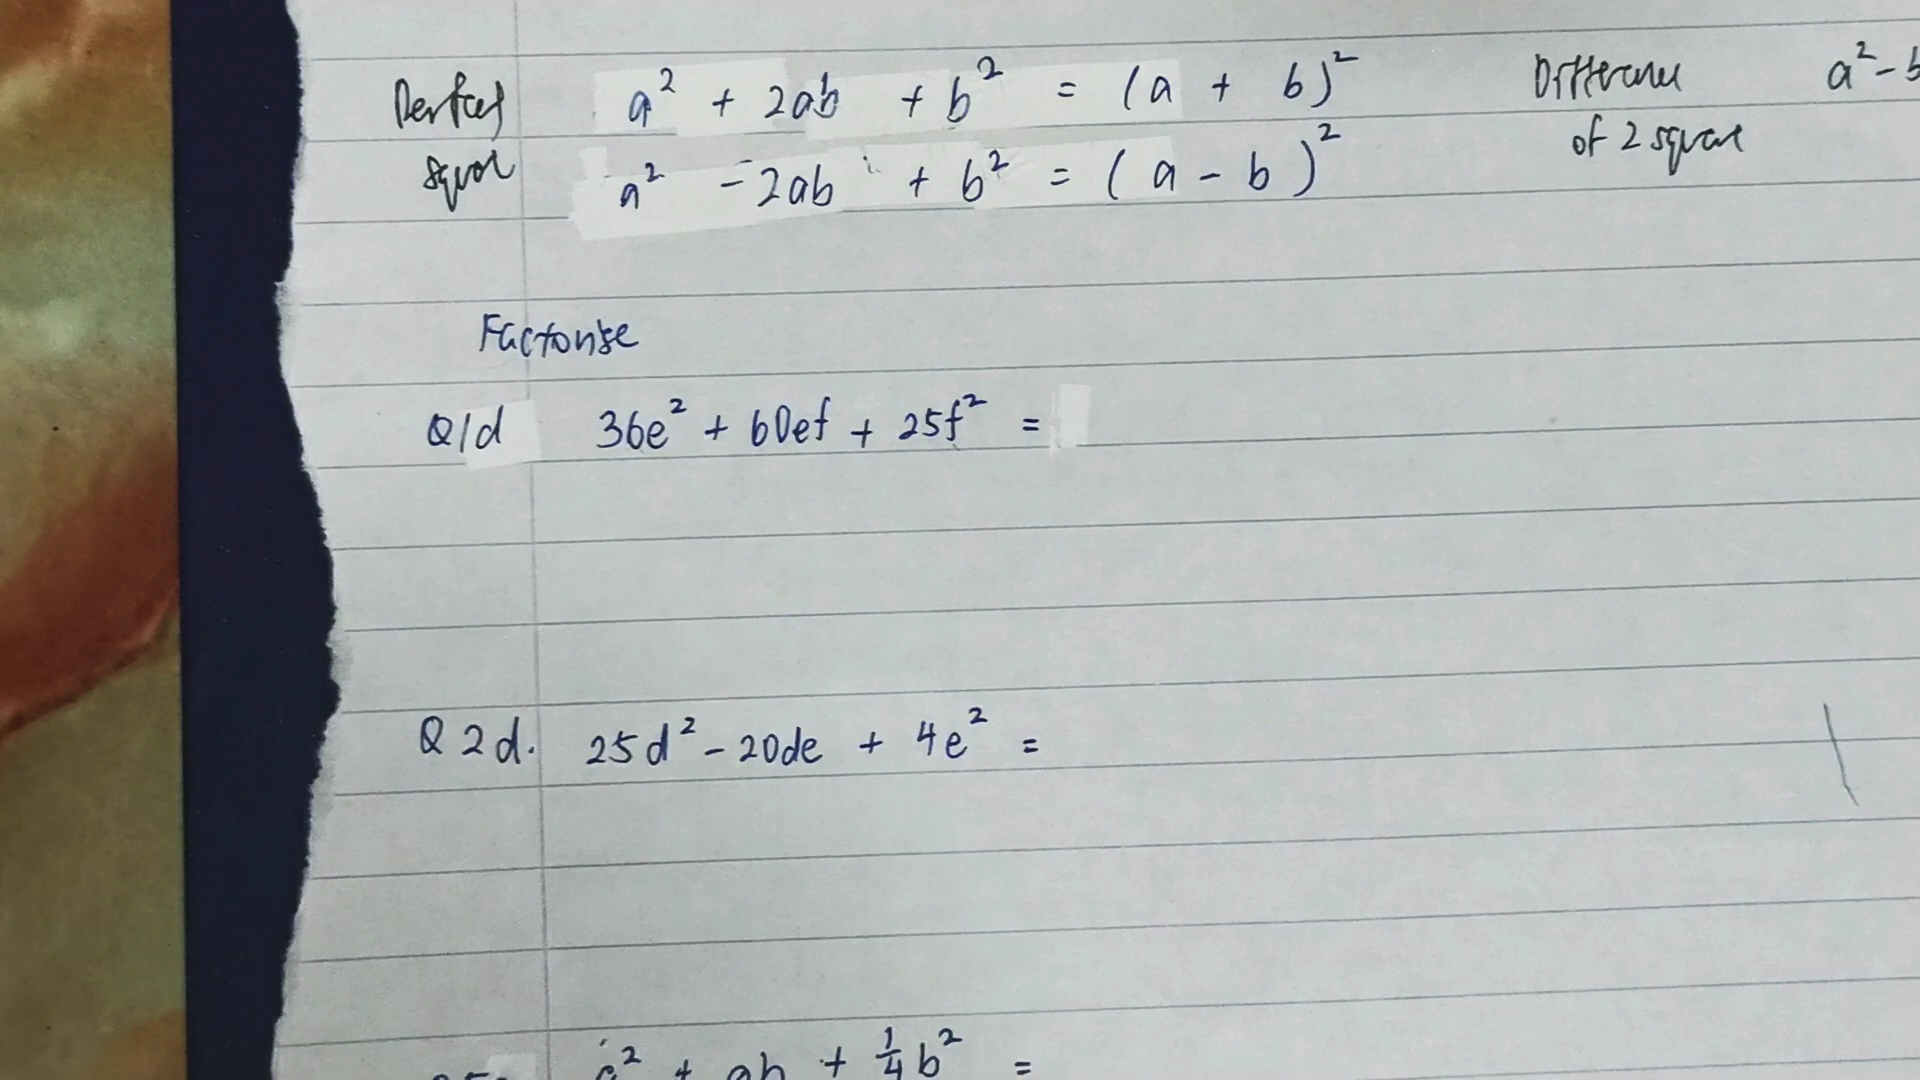 Perfect a² + 2ab + b² = (a + b)² Difference a² - b
square a² - 2ab + b² = (a - b)² of 2 square
Factorise
Q1d 36e² + 60ef + 25f² =
Q2d. 25d² - 20de + 4e² =
a² + ab + ¼b² =